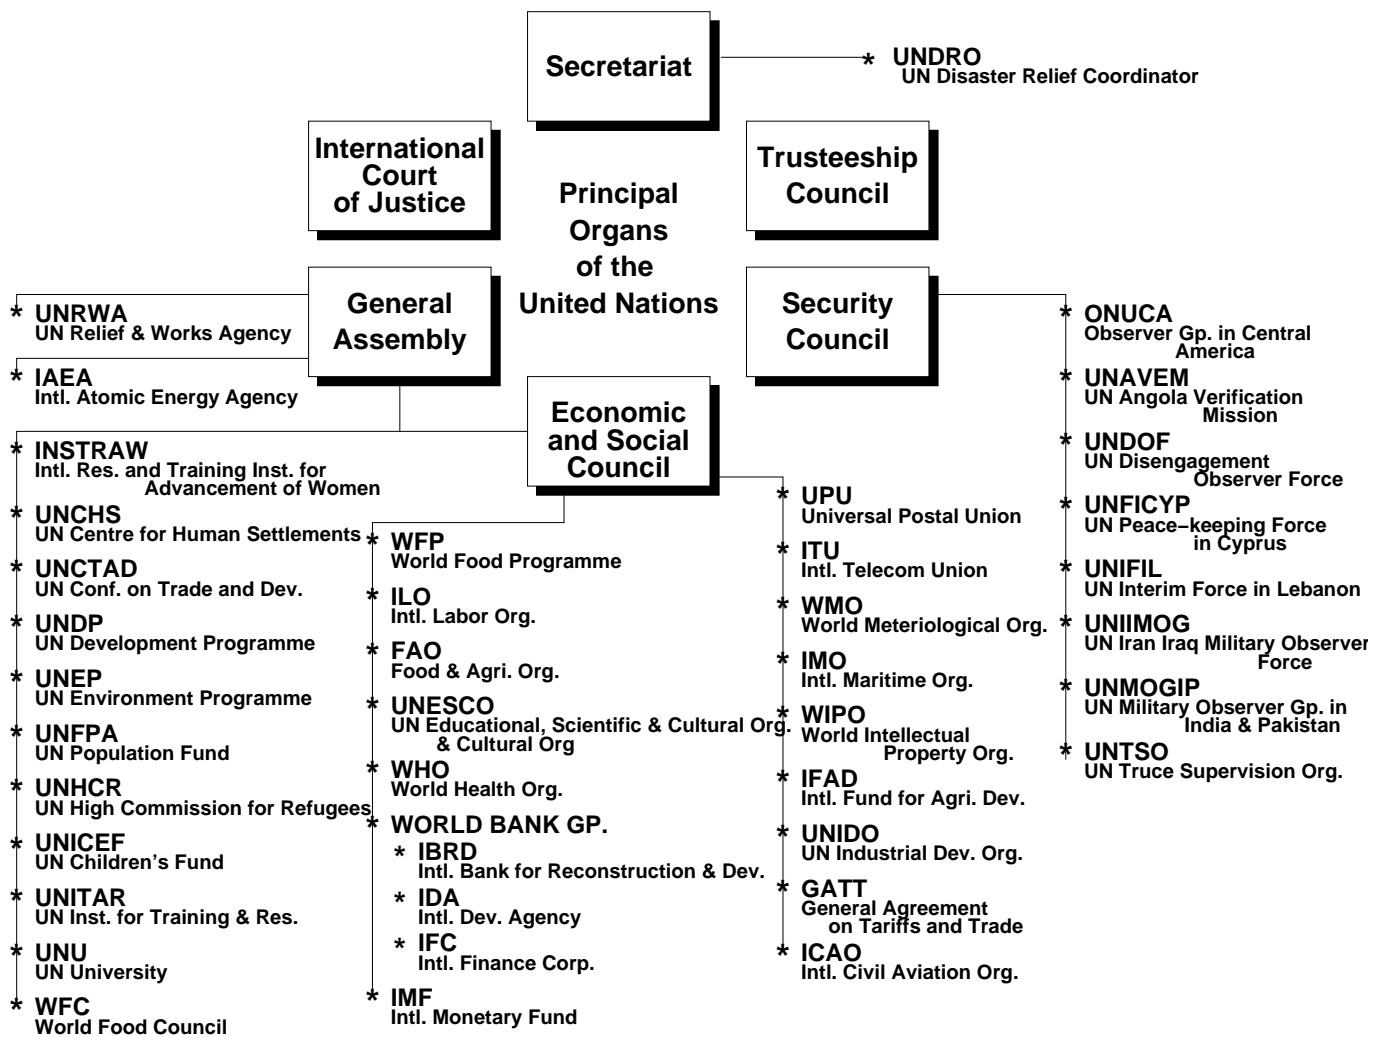 Secretariat
* UNDRO
UN Disaster Relief Coordinator
International
Court
of Justice
Trusteeship
Council
Principal
Organs
of the
United Nations
General
Assembly
Security
Council
Economic
and Social
Council
* UNRWA
UN Relief & Works Agency
* IAEA
Intl. Atomic Energy Agency
* INSTRAW
Intl. Res. and Training Inst. for
Advancement of Women
* UNCHS
UN Centre for Human Settlements
* UNCTAD
UN Conf. on Trade and Dev.
* UNDP
UN Development Programme
* UNEP
UN Environment Programme
* UNFPA
UN Population Fund
* UNHCR
UN High Commission for Refugees
* UNICEF
UN Children's Fund
* UNITAR
UN Inst. for Training & Res.
* UNU
UN University
* WFC
World Food Council
* WFP
World Food Programme
* ILO
Intl. Labor Org.
* FAO
Food & Agri. Org.
* UNESCO
UN Educational, Scientific & Cultural Org.
& Cultural Org
* WHO
World Health Org.
* WORLD BANK GP.
* IBRD
Intl. Bank for Reconstruction & Dev.
* IDA
Intl. Dev. Agency
* IFC
Intl. Finance Corp.
* IMF
Intl. Monetary Fund
* UPU
Universal Postal Union
* ITU
Intl. Telecom Union
* WMO
World Meteriological Org.
* IMO
Intl. Maritime Org.
* WIPO
World Intellectual
Property Org.
* IFAD
Intl. Fund for Agri. Dev.
* UNIDO
UN Industrial Dev. Org.
* GATT
General Agreement
on Tariffs and Trade
* ICAO
Intl. Civil Aviation Org.
* ONUCA
Observer Gp. in Central
America
* UNAVEM
UN Angola Verification
Mission
* UNDOF
UN Disengagement
Observer Force
* UNFICYP
UN Peace–keeping Force
in Cyprus
* UNIFIL
UN Interim Force in Lebanon
* UNIIMOG
UN Iran Iraq Military Observer
Force
* UNMOGIP
UN Military Observer Gp. in
India & Pakistan
* UNTSO
UN Truce Supervision Org.